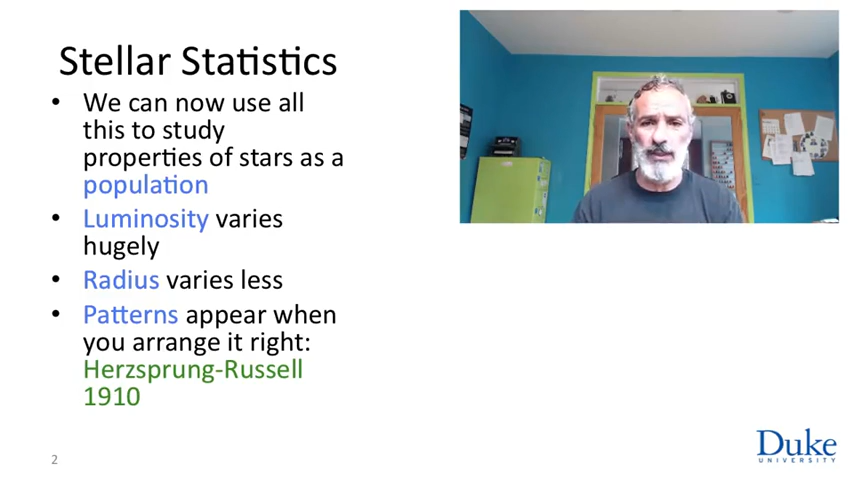 Stellar Statistics
• We can now use all
this to study
properties of stars as a
population
• Luminosity varies
hugely
• Radius varies less
• Patterns appear when
you arrange it right:
Herzsprung-Russell
1910
2
Duke
UNIVERSITY